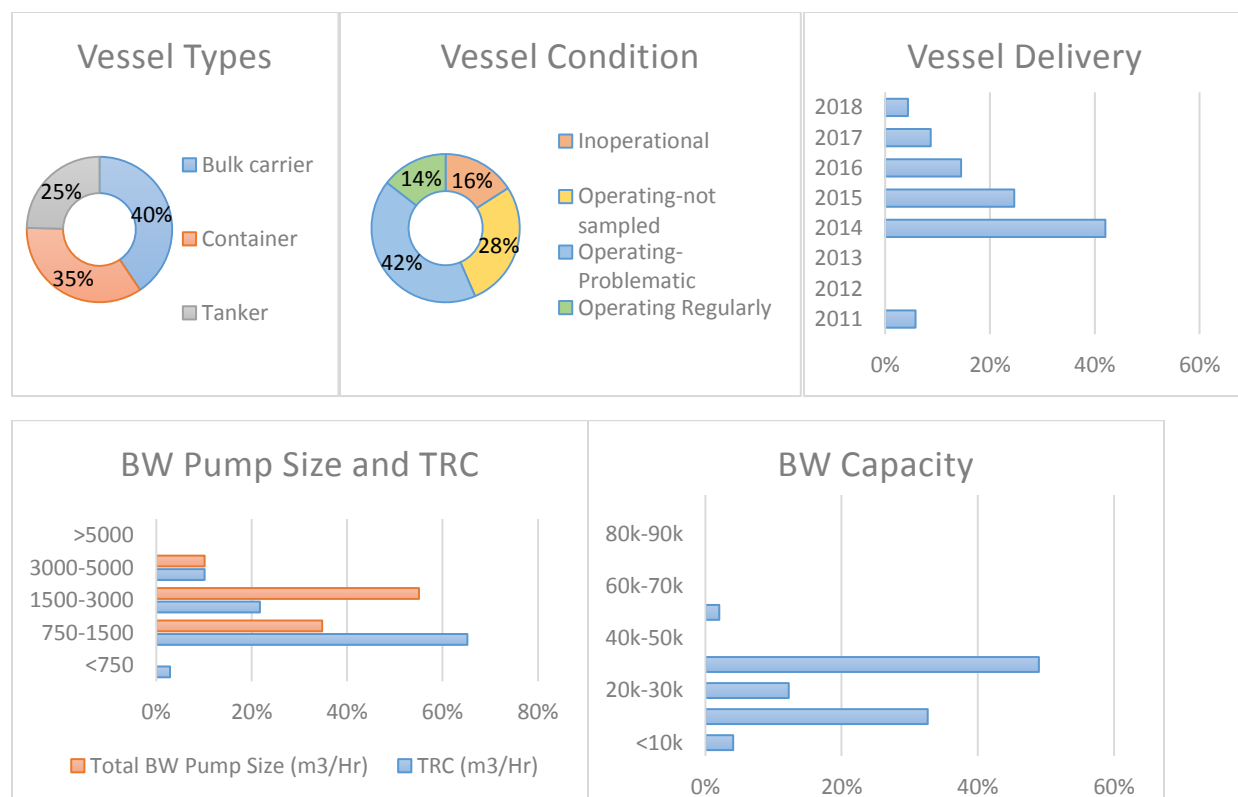 Vessel Types
25%
40%
35%
Bulk carrier
Container
Tanker
Vessel Condition
14%
16%
28%
42%
Inoperational
Operating-not
sampled
Operating-
Problematic
Operating Regularly
Vessel Delivery
2018
2017
2016
2015
2014
2013
2012
2011
0% 20% 40% 60%
BW Pump Size and TRC
>5000
3000-5000
1500-3000
750-1500
<750
0% 20% 40% 60% 80%
Total BW Pump Size (m3/Hr) TRC (m3/Hr)
BW Capacity
80k-90k
60k-70k
40k-50k
20k-30k
<10k
0% 20% 40% 60%